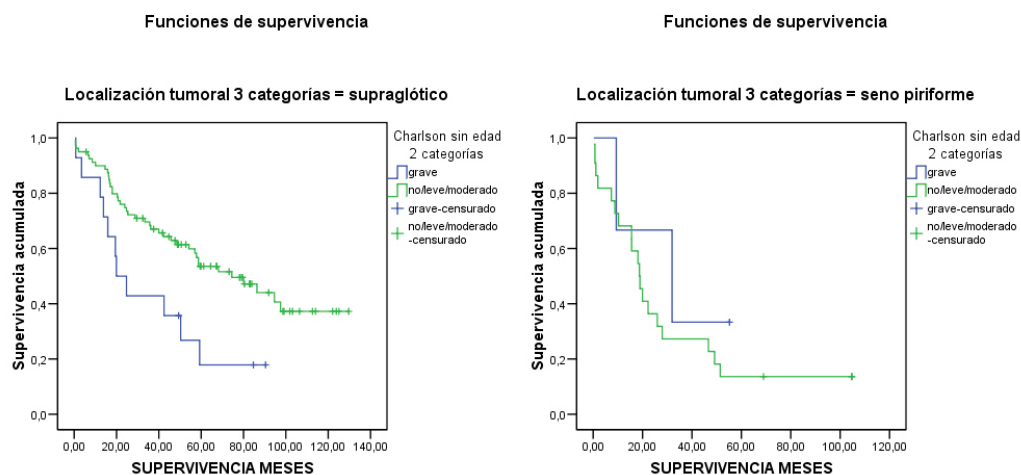 Funciones de supervivencia
Localización tumoral 3 categorías = supraglótico
Supervivencia acumulada
1,0
0,8
0,6
0,4
0,2
0,0
0,00 20,00 40,00 60,00 80,00 100,00 120,00 140,00
SUPERVIVENCIA MESES
Charlson sin edad
2 categorías
grave
no/leve/moderado
grave-censurado
no/leve/moderado
-censurado
Funciones de supervivencia
Localización tumoral 3 categorías = seno piriforme
Supervivencia acumulada
1,0
0,8
0,6
0,4
0,2
0,0
0,00 20,00 40,00 60,00 80,00 100,00 120,00
SUPERVIVENCIA MESES
Charlson sin edad
2 categorías
grave
no/leve/moderado
grave-censurado
no/leve/moderado
-censurado